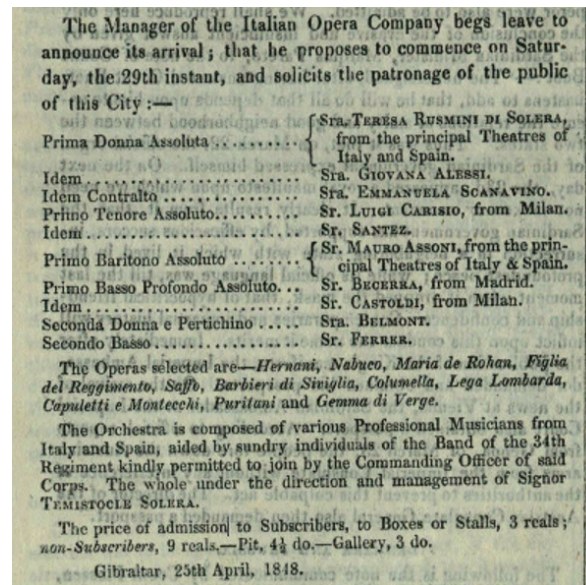 The Manager of the Italian Opera Company begs leave to
announce its arrival; that he proposes to commence on Satur-
day, the 29th instant, and solicits the patronage of the public
of this City:—
Prima Donna Assoluta .......... { Sra. TERESA RUSMINI DI SOLERA,
from the principal Theatres of
Italy and Spain.
Idem ........................ Sra. GIOVANA ALESSI.
Idem Contralto ................ Sra. EMMANUELA SCANAVINO.
Primo Tenore Assoluto.......... Sr. LUIGI CARISIO, from Milan.
Idem......................... Sr. SANTEZ.
Primo Baritono Assoluto ........ { Sr. MAURO ASSONI, from the prin-
cipal Theatres of Italy & Spain.
Primo Basso Profondo Assoluto... Sr. BECERRA, from Madrid.
Idem......................... Sr. CASTOLDI, from Milan.
Seconda Donna e Pertichino ..... Sra. BELMONT.
Secondo Basso ................. Sr. FERRER.
The Operas selected are—Hernani, Nabuco, Maria de Rohan, Figlia
del Reggimento, Saffo, Barbieri di Siviglia, Columella, Lega Lombarda,
Capuletti e Montecchi, Puritani and Gemma di Verge.
The Orchestra is composed of various Professional Musicians from
Italy and Spain, aided by sundry individuals of the Band of the 34th
Regiment kindly permitted to join by the Commanding Officer of said
Corps. The whole under the direction and management of Signor
TEMISTOCLE SOLERA.
The price of admission to Subscribers, to Boxes or Stalls, 3 reals;
non-Subscribers, 9 reals.—Pit, 4½ do.—Gallery, 3 do.
Gibraltar, 25th April, 1848.